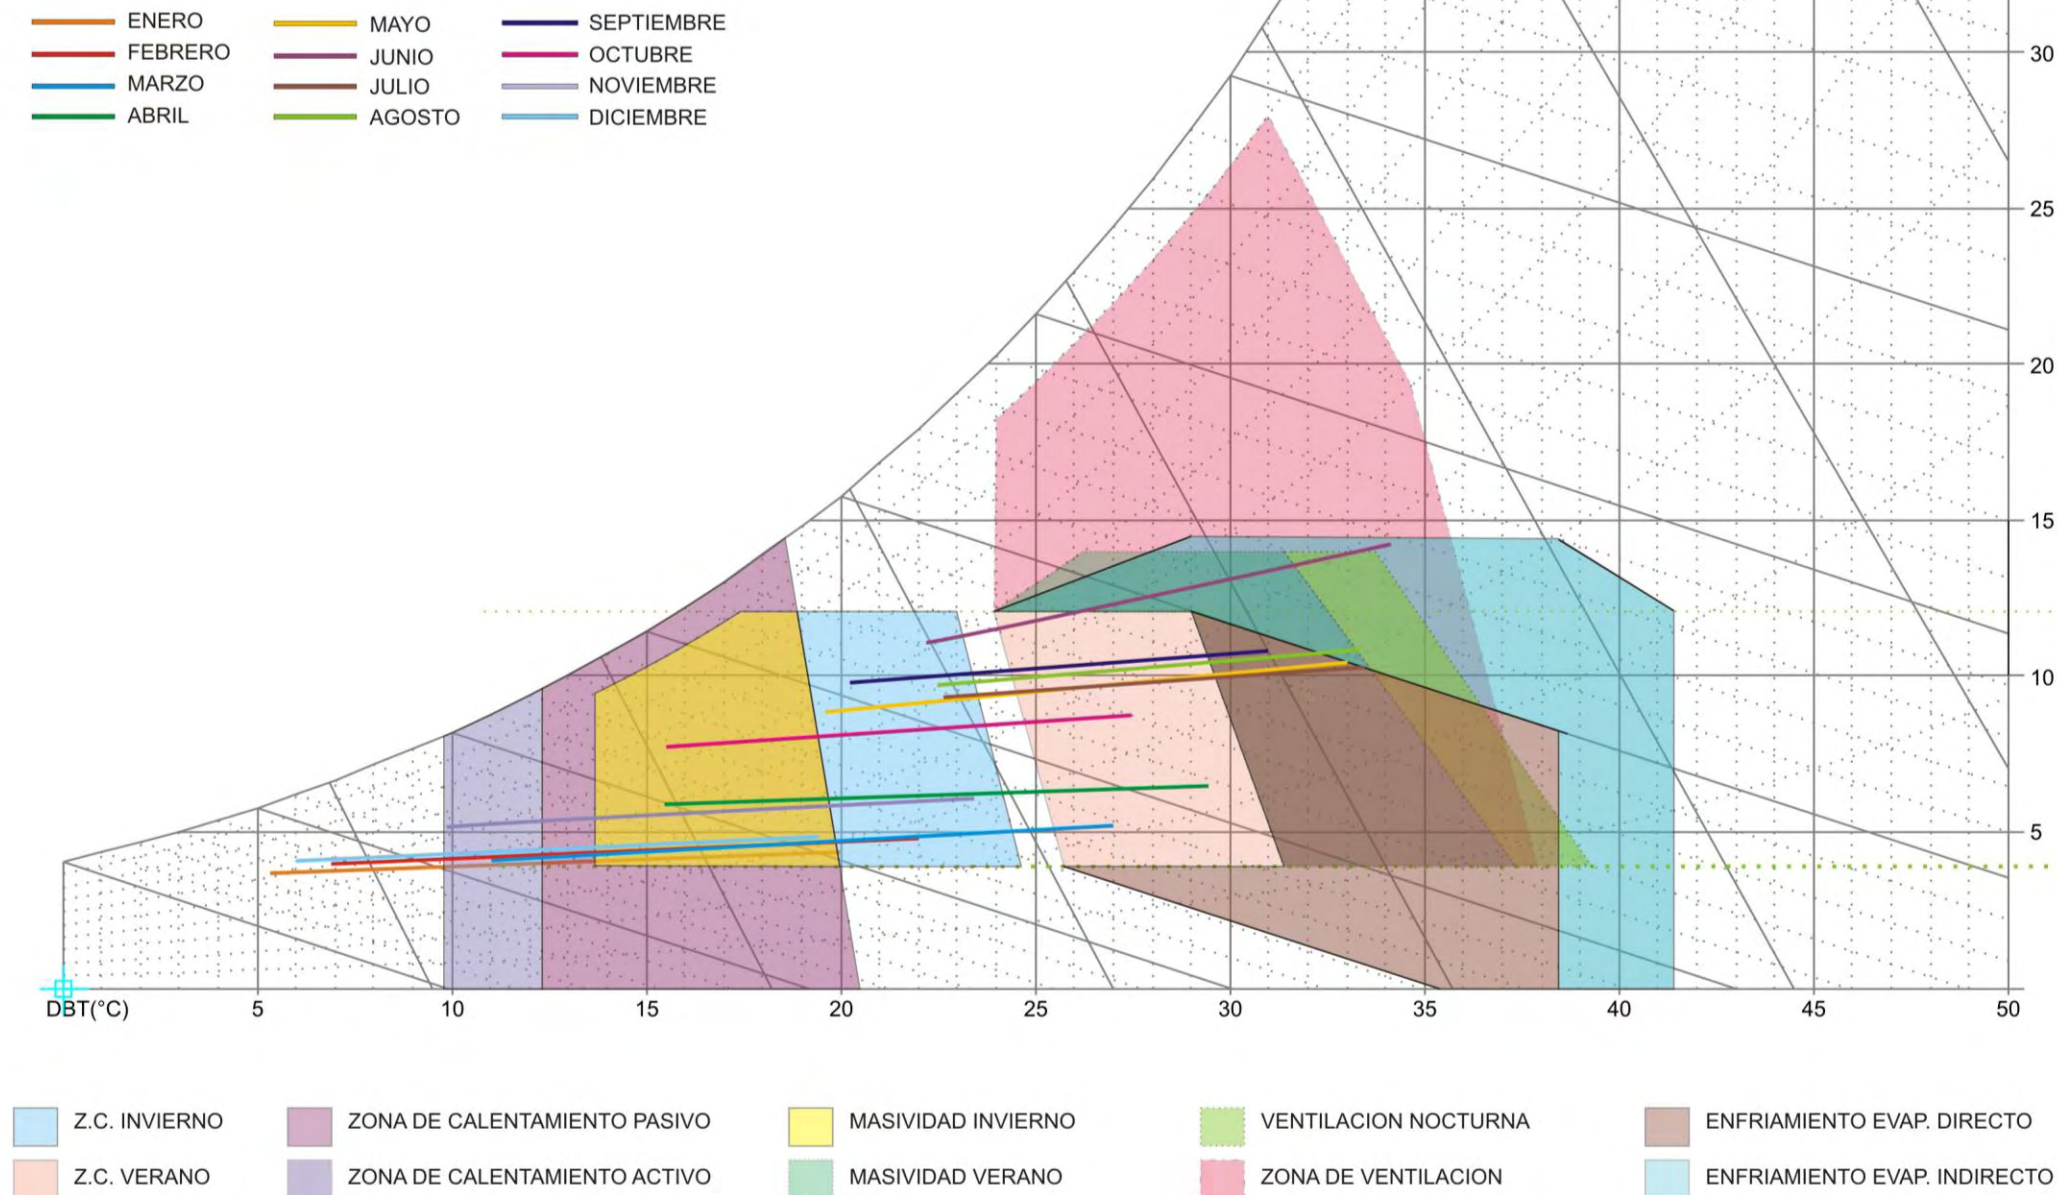 ENERO
FEBRERO
MARZO
ABRIL
MAYO
JUNIO
JULIO
AGOSTO
SEPTIEMBRE
OCTUBRE
NOVIEMBRE
DICIEMBRE
30
25
20
15
10
5
DBT(°C)
5 10 15 20 25 30 35 40 45 50
Z.C. INVIERNO
Z.C. VERANO
ZONA DE CALENTAMIENTO PASIVO
ZONA DE CALENTAMIENTO ACTIVO
MASIVIDAD INVIERNO
MASIVIDAD VERANO
VENTILACION NOCTURNA
ZONA DE VENTILACION
ENFRIAMIENTO EVAP. DIRECTO
ENFRIAMIENTO EVAP. INDIRECTO